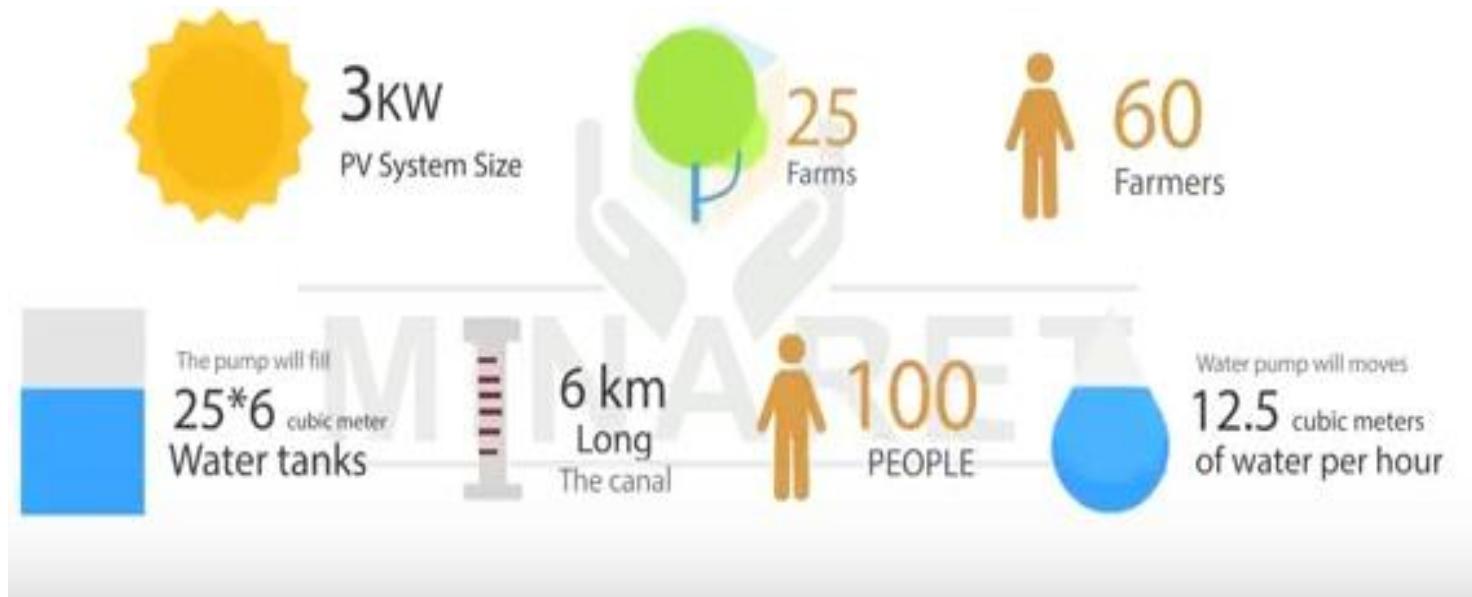 3KW
PV System Size
25
Farms
60
Farmers
The pump will fill
25*6 cubic meter
Water tanks
6 km
Long
The canal
100
PEOPLE
Water pump will moves
12.5 cubic meters
of water per hour
MINARET